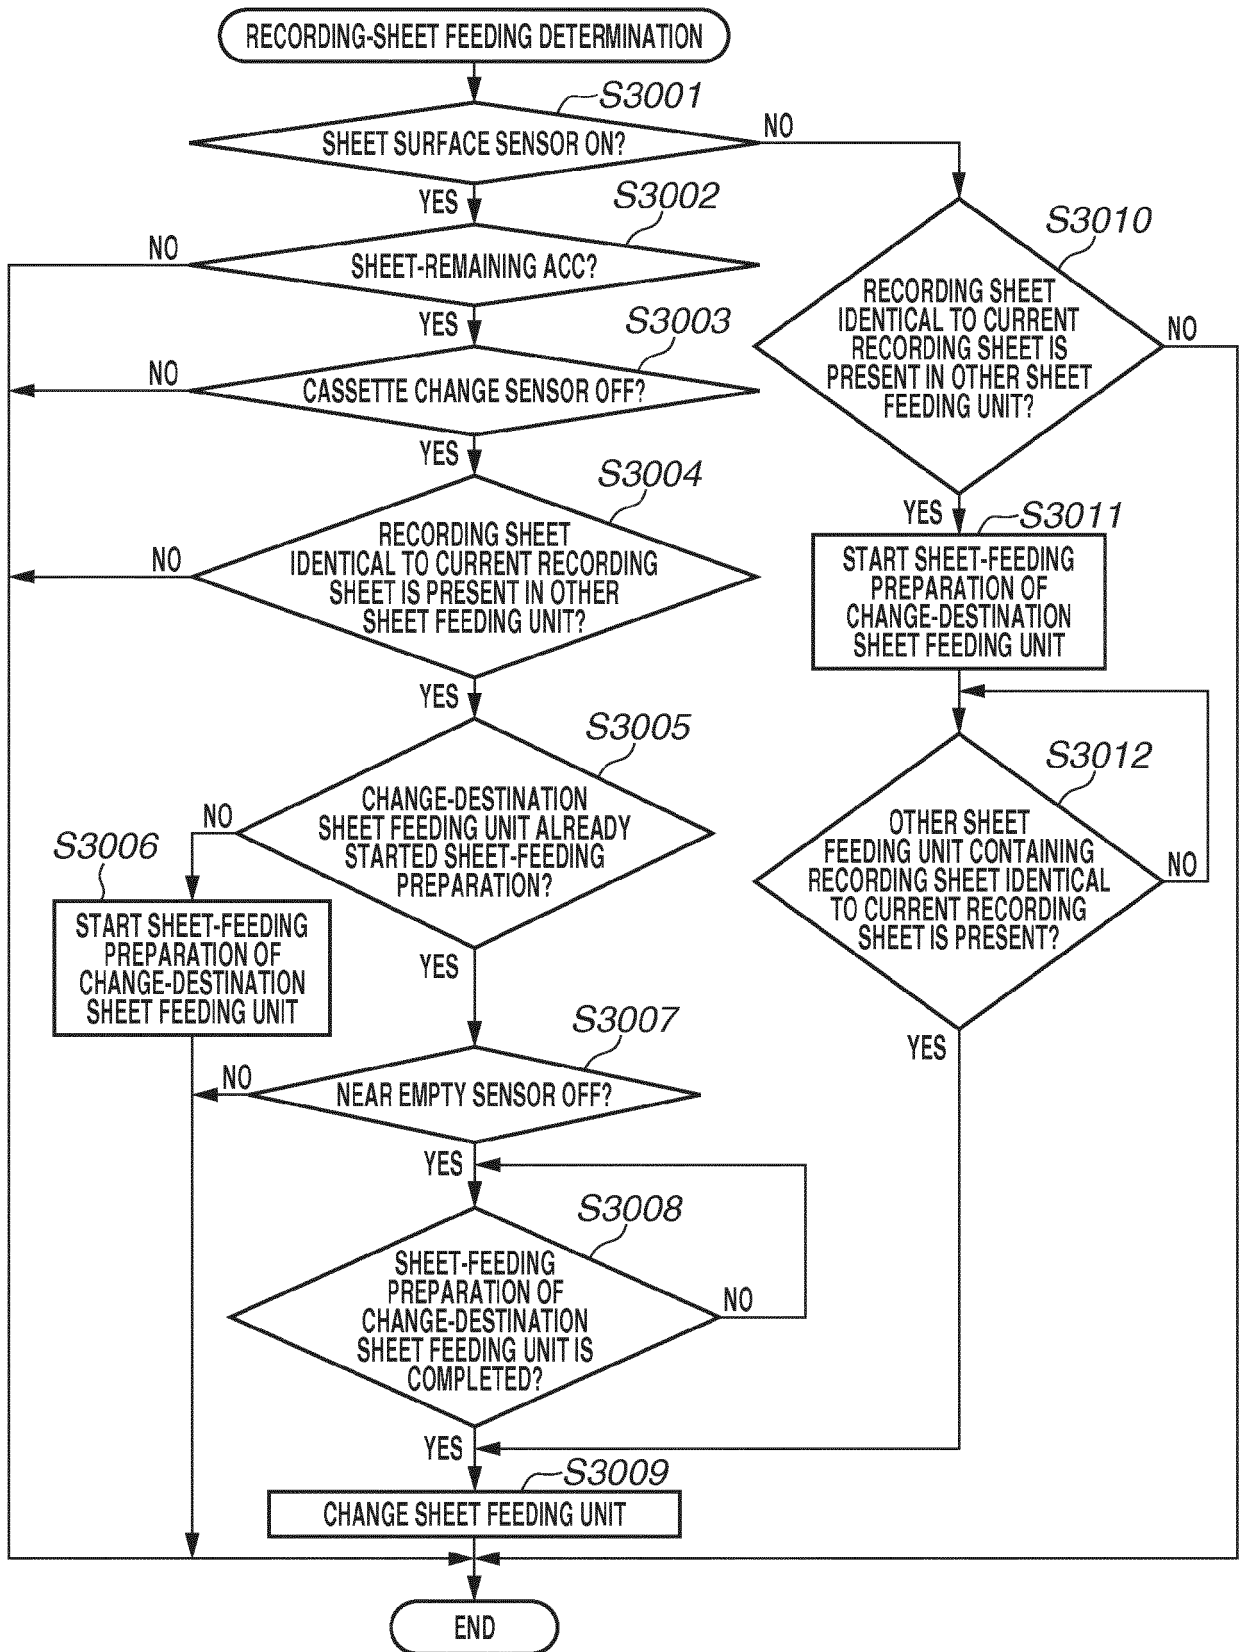 RECORDING-SHEET FEEDING DETERMINATION
S3001
SHEET SURFACE SENSOR ON?
NO
YES
S3002
NO
SHEET-REMAINING ACC?
YES
S3003
NO
CASSETTE CHANGE SENSOR OFF?
YES
S3004
NO
RECORDING SHEET
IDENTICAL TO CURRENT RECORDING
SHEET IS PRESENT IN OTHER
SHEET FEEDING UNIT?
YES
S3005
NO
CHANGE-DESTINATION
SHEET FEEDING UNIT ALREADY
STARTED SHEET-FEEDING
PREPARATION?
S3006
START SHEET-FEEDING
PREPARATION OF
CHANGE-DESTINATION
SHEET FEEDING UNIT
YES
S3007
NO
NEAR EMPTY SENSOR OFF?
YES
S3008
SHEET-FEEDING
PREPARATION OF
CHANGE-DESTINATION
SHEET FEEDING UNIT IS
COMPLETED?
NO
YES
S3009
CHANGE SHEET FEEDING UNIT
END
S3010
RECORDING SHEET
IDENTICAL TO CURRENT
RECORDING SHEET IS
PRESENT IN OTHER SHEET
FEEDING UNIT?
NO
YES
S3011
START SHEET-FEEDING
PREPARATION OF
CHANGE-DESTINATION
SHEET FEEDING UNIT
S3012
OTHER SHEET
FEEDING UNIT CONTAINING
RECORDING SHEET IDENTICAL
TO CURRENT RECORDING
SHEET IS PRESENT?
NO
YES